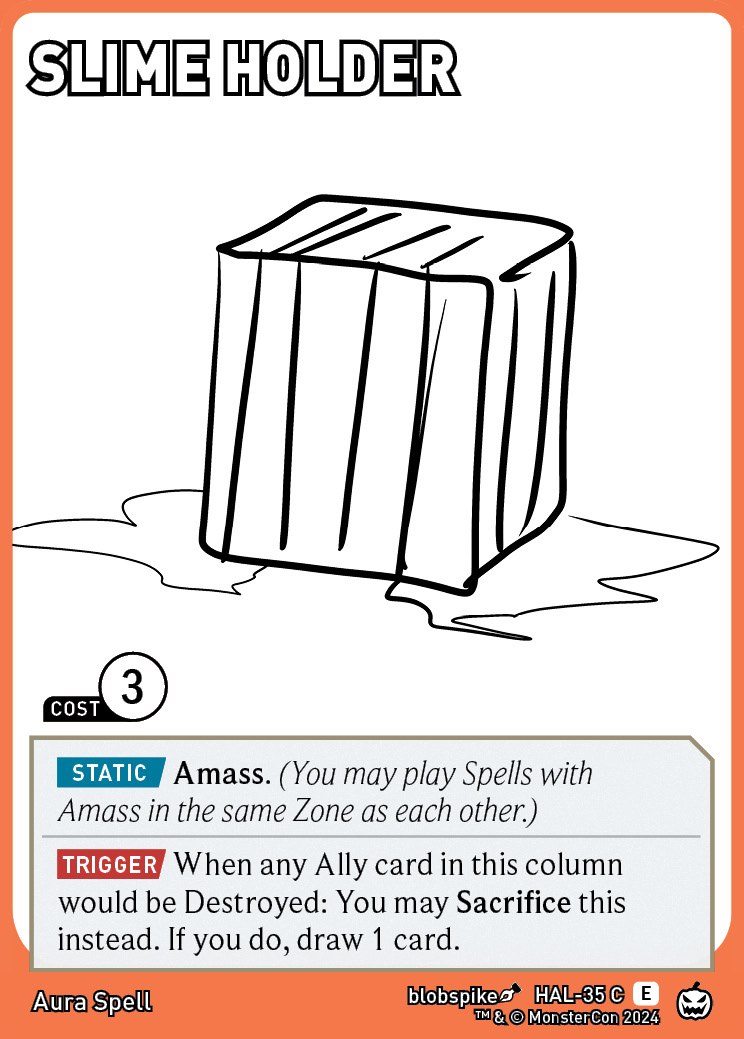 SLIME HOLDER
COST 3
STATIC Amass. (You may play Spells with
Amass in the same Zone as each other.)
TRIGGER When any Ally card in this column
would be Destroyed: You may Sacrifice this
instead. If you do, draw 1 card.
Aura Spell
blobspike HAL-35 C E
™ & © MonsterCon 2024